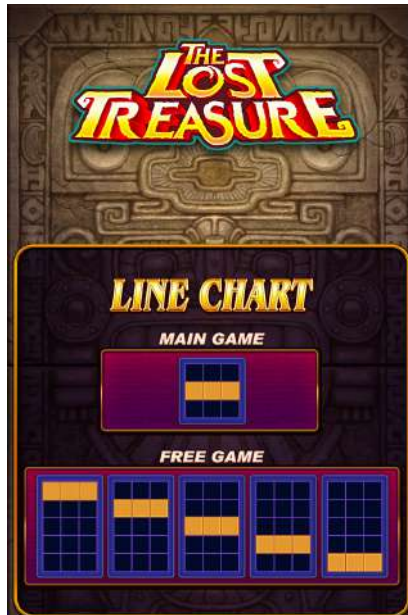 THE
LOST
TREASURE
LINE CHART
MAIN GAME
FREE GAME